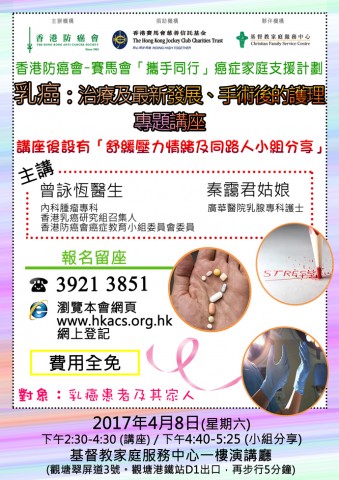 主辦機構
捐助機構
夥伴機構
香港防癌會
THE HONG KONG ANTI-CANCER SOCIETY
香港賽馬會慈善信託基金
The Hong Kong Jockey Club Charities Trust
RIDING HIGH TOGETHER
基督教家庭服務中心
Christian Family Service Centre
香港防癌會-賽馬會「攜手同行」癌症家庭支援計劃
乳癌：治療及最新發展、手術後的護理
專題講座
講座後設有「舒緩壓力情緒及同路人小組分享」
主講
曾詠恆醫生
內科腫瘤專科
香港乳癌研究組召集人
香港防癌會癌症教育小組委員會委員
秦靄君姑娘
廣華醫院乳腺專科護士
報名留座
☎ 3921 3851
瀏覽本會網頁
www.hkacs.org.hk
網上登記
STRESS
費用全免
對象：乳癌患者及其家人
2017年4月8日(星期六)
下午2:30-4:30 (講座) / 下午4:40-5:25 (小組分享)
基督教家庭服務中心一樓演講廳
(觀塘翠屏道3號，觀塘港鐵站D1出口，再步行5分鐘)